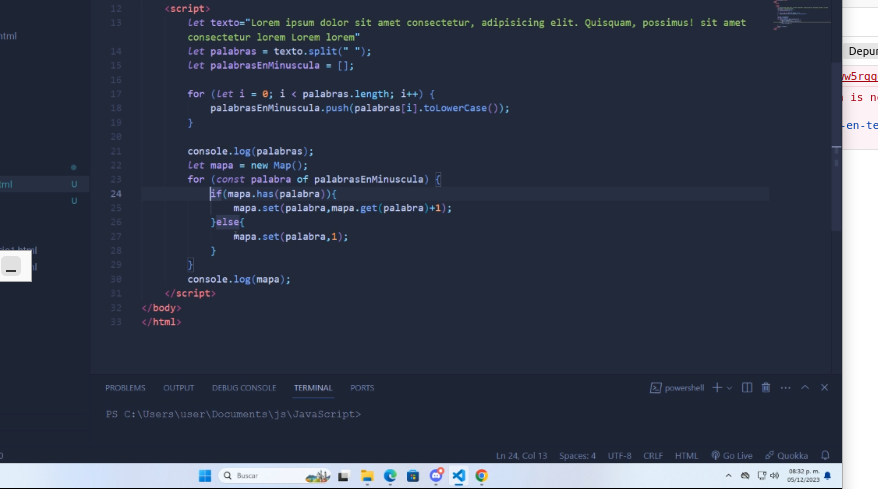 html
html
U
U
html
12 <script>
13 let texto="Lorem ipsum dolor sit amet consectetur, adipisicing elit. Quisquam, possimus! sit amet
consectetur lorem Lorem lorem"
14 let palabras = texto.split(" ");
15 let palabrasEnMinuscula = [];
16
17 for (let i = 0; i < palabras.length; i++) {
18 palabrasEnMinuscula.push(palabras[i].toLowerCase());
19 }
20
21 console.log(palabras);
22 let mapa = new Map();
23 for (const palabra of palabrasEnMinuscula) {
24 if(mapa.has(palabra)){
25 mapa.set(palabra,mapa.get(palabra)+1);
26 }else{
27 mapa.set(palabra,1);
28 }
29 }
30 console.log(mapa);
31 </script>
32 </body>
33 </html>
PROBLEMS OUTPUT DEBUG CONSOLE TERMINAL PORTS powershell
PS C:\Users\user\Documents\js\JavaScript>
Ln 24, Col 13 Spaces: 4 UTF-8 CRLF HTML Go Live Quokka
Buscar
08:32 p. m.
05/12/2023
Depur
is n
-en-te